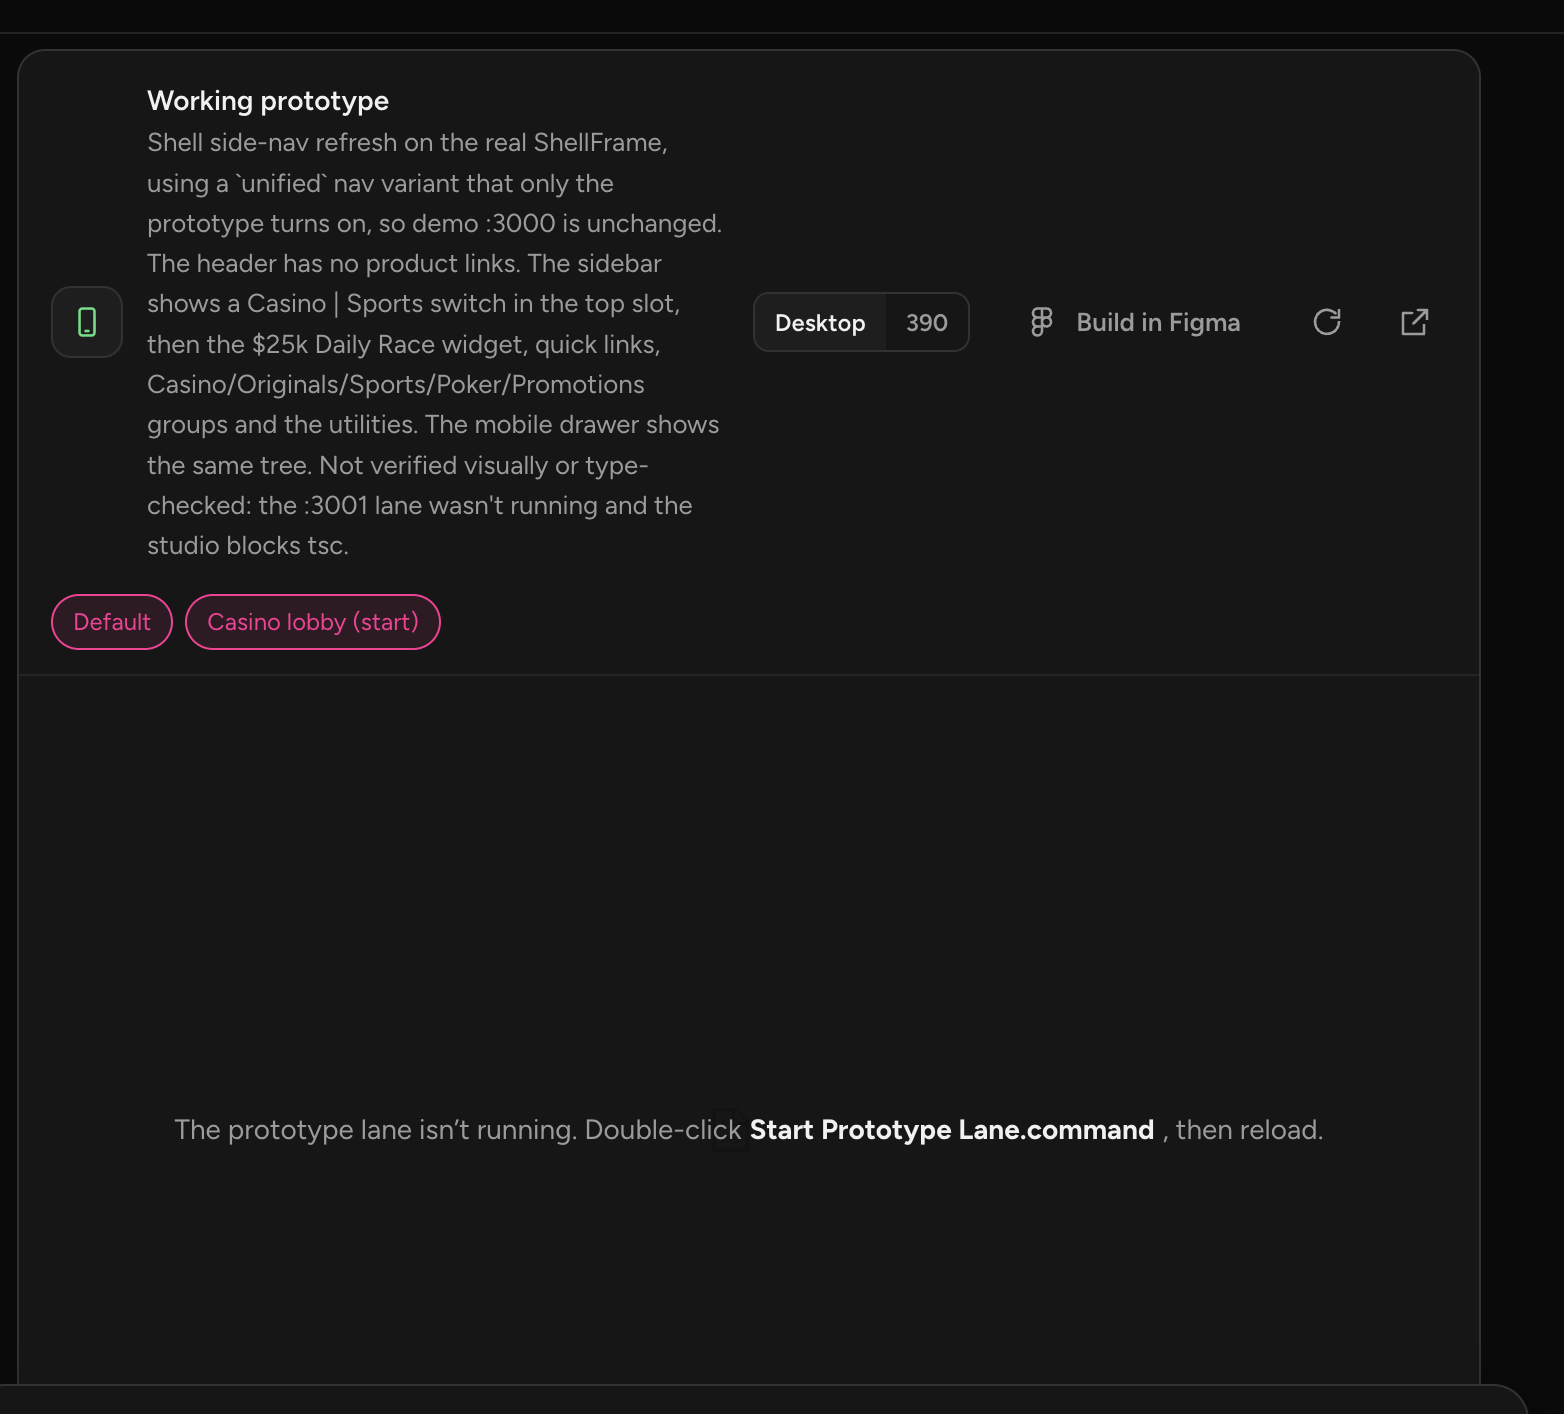 Working prototype
Shell side-nav refresh on the real ShellFrame,
using a `unified` nav variant that only the
prototype turns on, so demo :3000 is unchanged.
The header has no product links. The sidebar
shows a Casino | Sports switch in the top slot,
then the $25k Daily Race widget, quick links,
Casino/Originals/Sports/Poker/Promotions
groups and the utilities. The mobile drawer shows
the same tree. Not verified visually or type-
checked: the :3001 lane wasn't running and the
studio blocks tsc.
Desktop 390 Build in Figma
Default Casino lobby (start)
The prototype lane isn’t running. Double-click Start Prototype Lane.command , then reload.